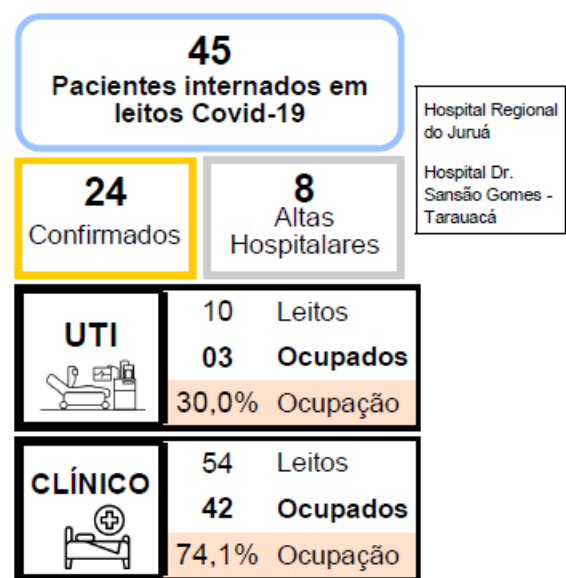 45
Pacientes internados em
leitos Covid-19
Hospital Regional
do Juruá
Hospital Dr.
Sansão Gomes -
Tarauacá
24
Confirmados
8
Altas
Hospitalares
UTI
10 Leitos
03 Ocupados
30,0% Ocupação
CLÍNICO
54 Leitos
42 Ocupados
74,1% Ocupação